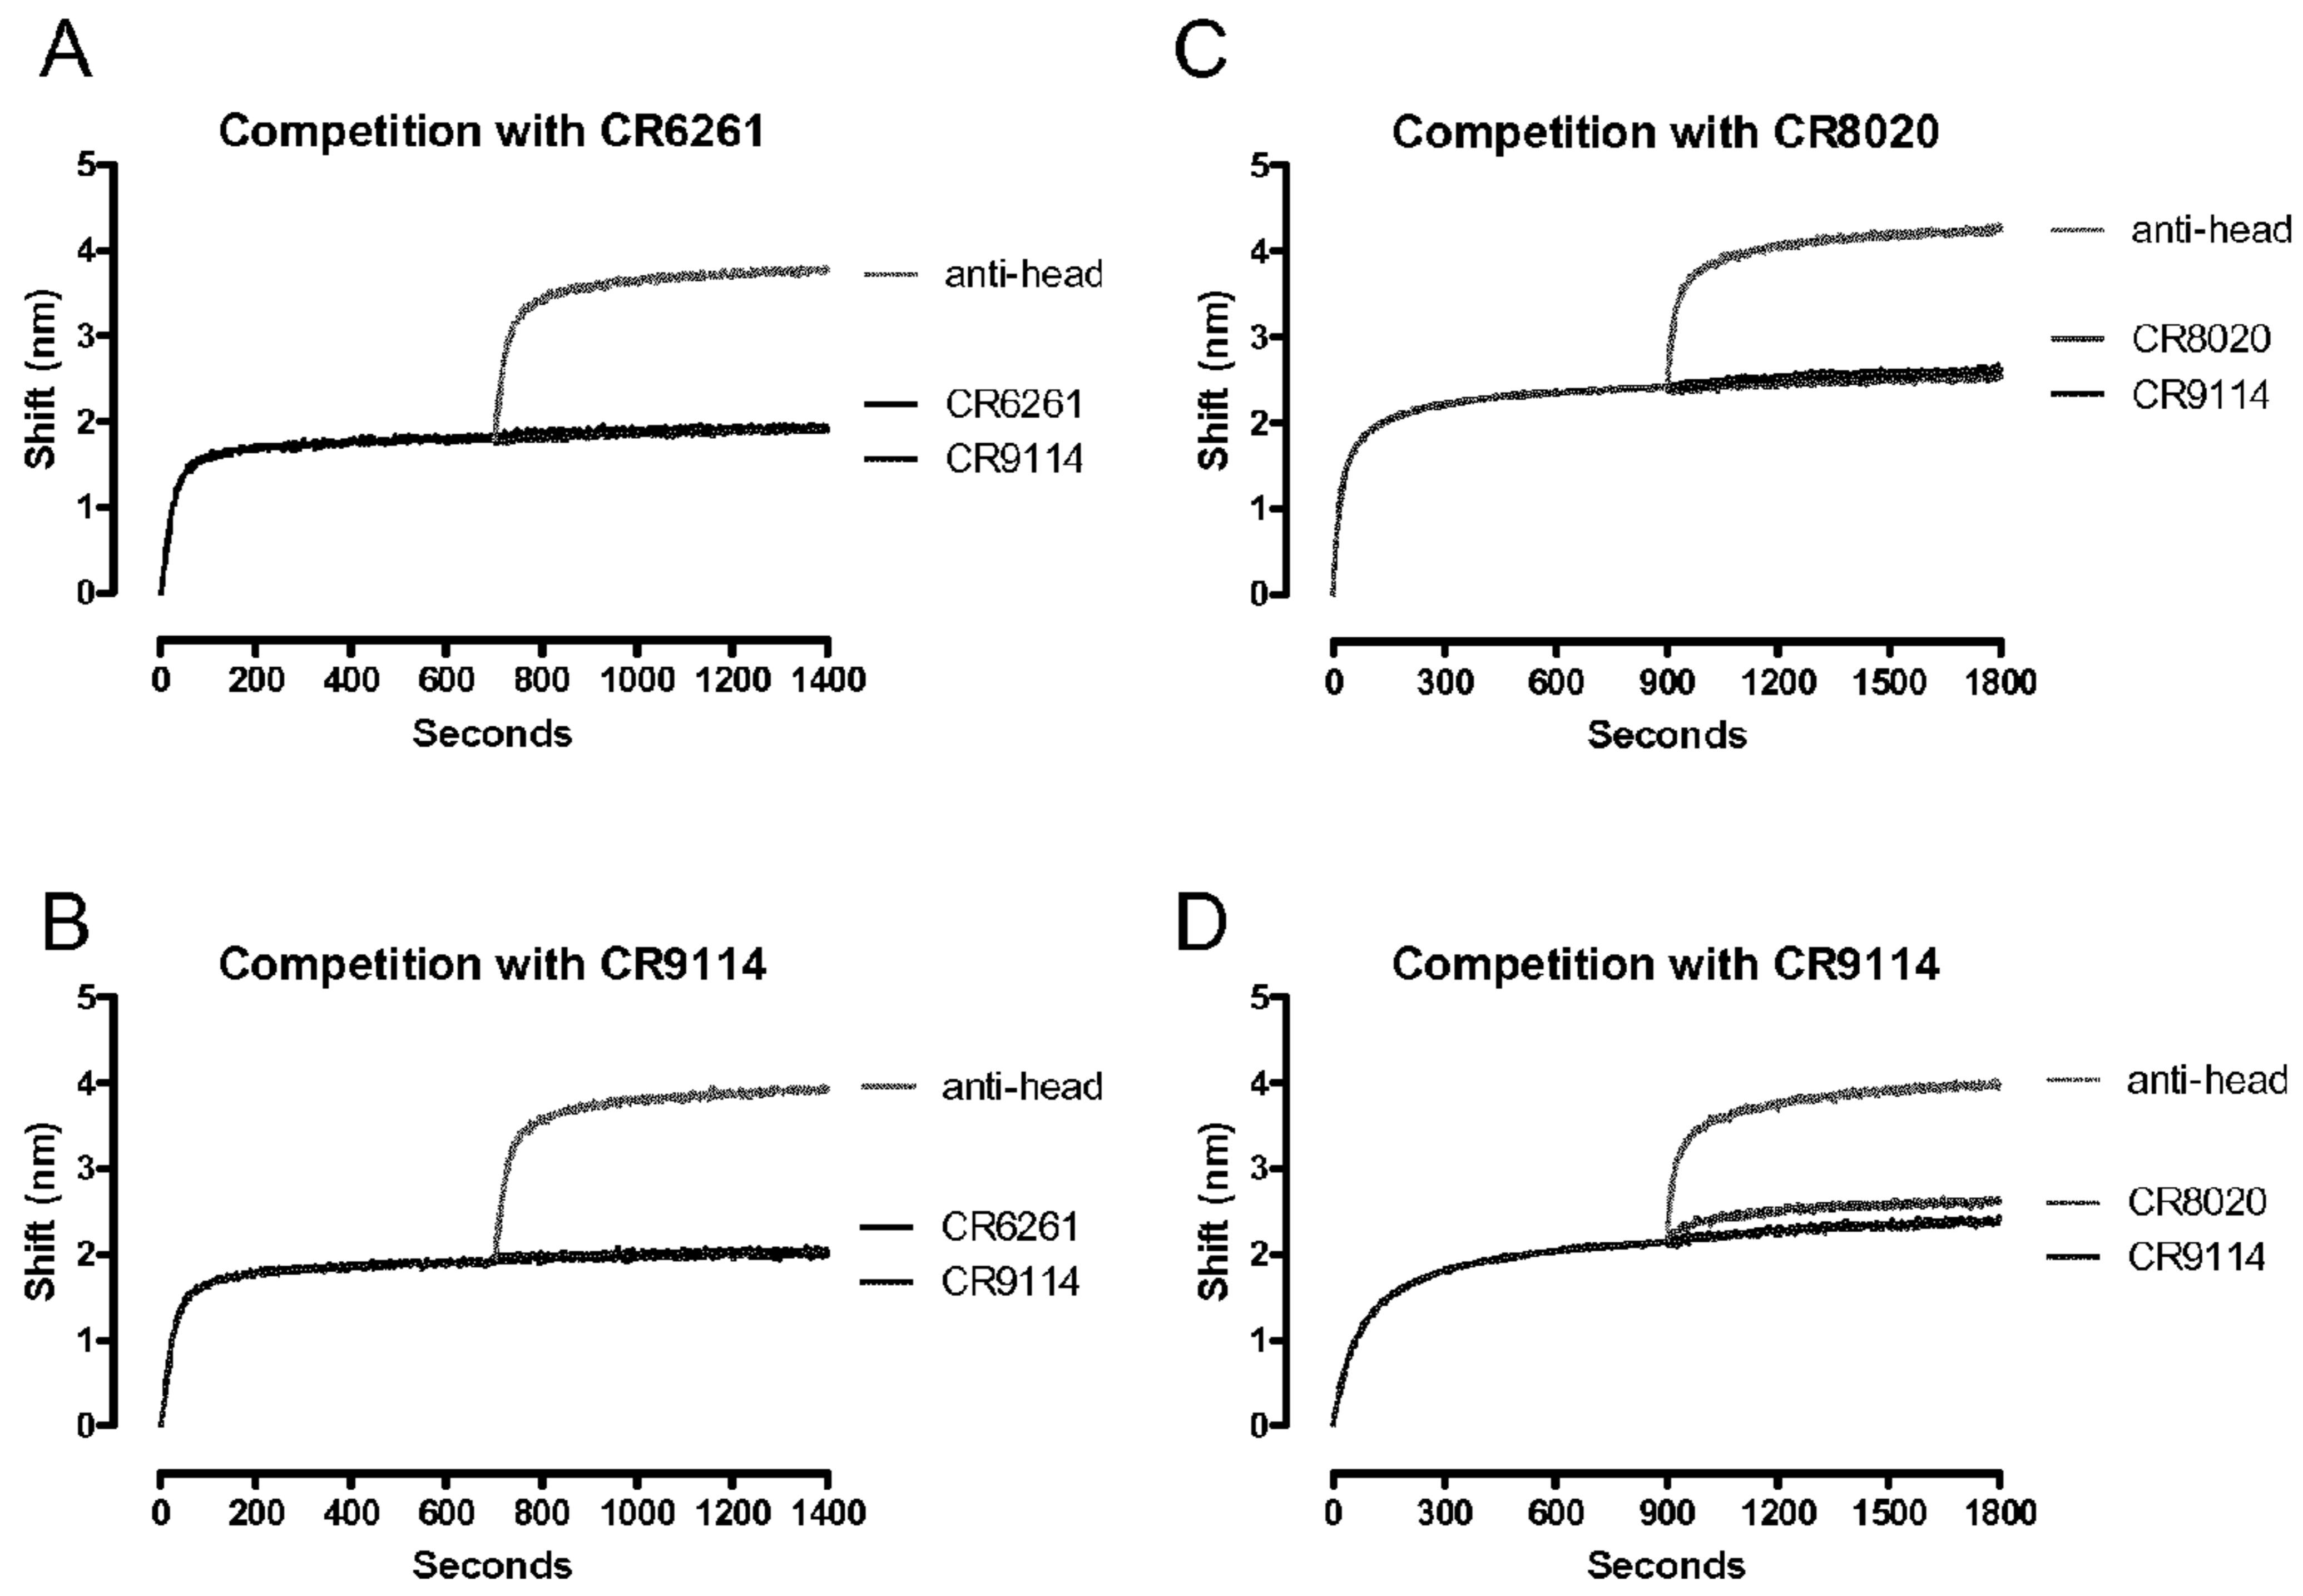 A
Competition with CR6261
5
4
3
2
1
0
Shift (nm)
anti-head
CR6261
CR9114
0 200 400 600 800 1000 1200 1400
Seconds
B
Competition with CR9114
5
4
3
2
1
0
Shift (nm)
anti-head
CR6261
CR9114
0 200 400 600 800 1000 1200 1400
Seconds
C
Competition with CR8020
5
4
3
2
1
0
Shift (nm)
anti-head
CR8020
CR9114
0 300 600 900 1200 1500 1800
Seconds
D
Competition with CR9114
5
4
3
2
1
0
Shift (nm)
anti-head
CR8020
CR9114
0 300 600 900 1200 1500 1800
Seconds